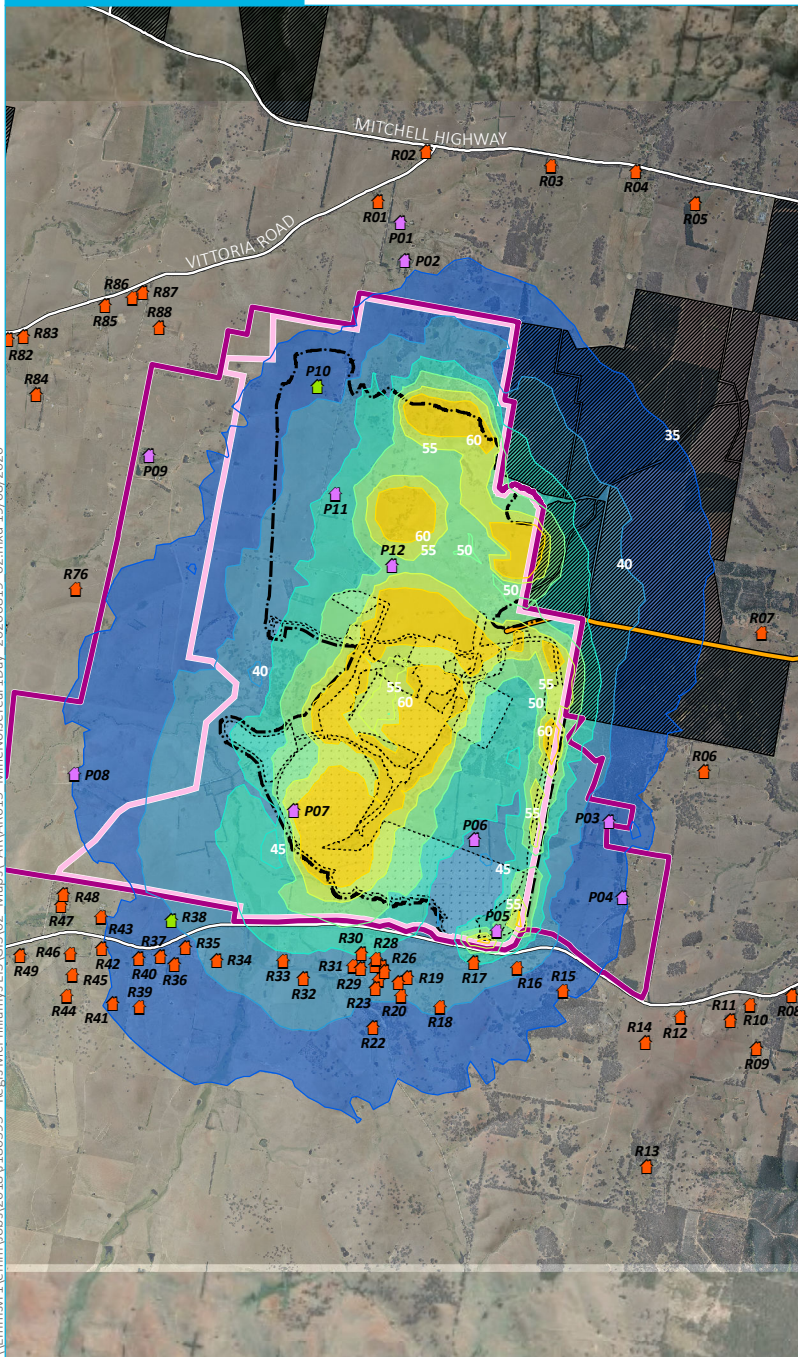 MITCHELL HIGHWAY
R02
R03
R04
R05
R01
P01
VITTORIA ROAD
P02
R86
R87
R85
R88
R83
R82
R84
P10
35
60
55
P09
P11
60
55
50
P12
40
50
R76
R07
40
55
55
60
50
60
R06
P08
P07
55
P03
P06
45
45
P04
R48
55
R47
R43
R38
P05
R46
R42
R37
R35
R30
R28
R49
R40
R36
R34
R33
R31
R26
R17
R16
R45
R32
R29
R19
R15
R44
R39
R23
R20
R41
R18
R11
R08
R22
R12
R10
R14
R09
R13